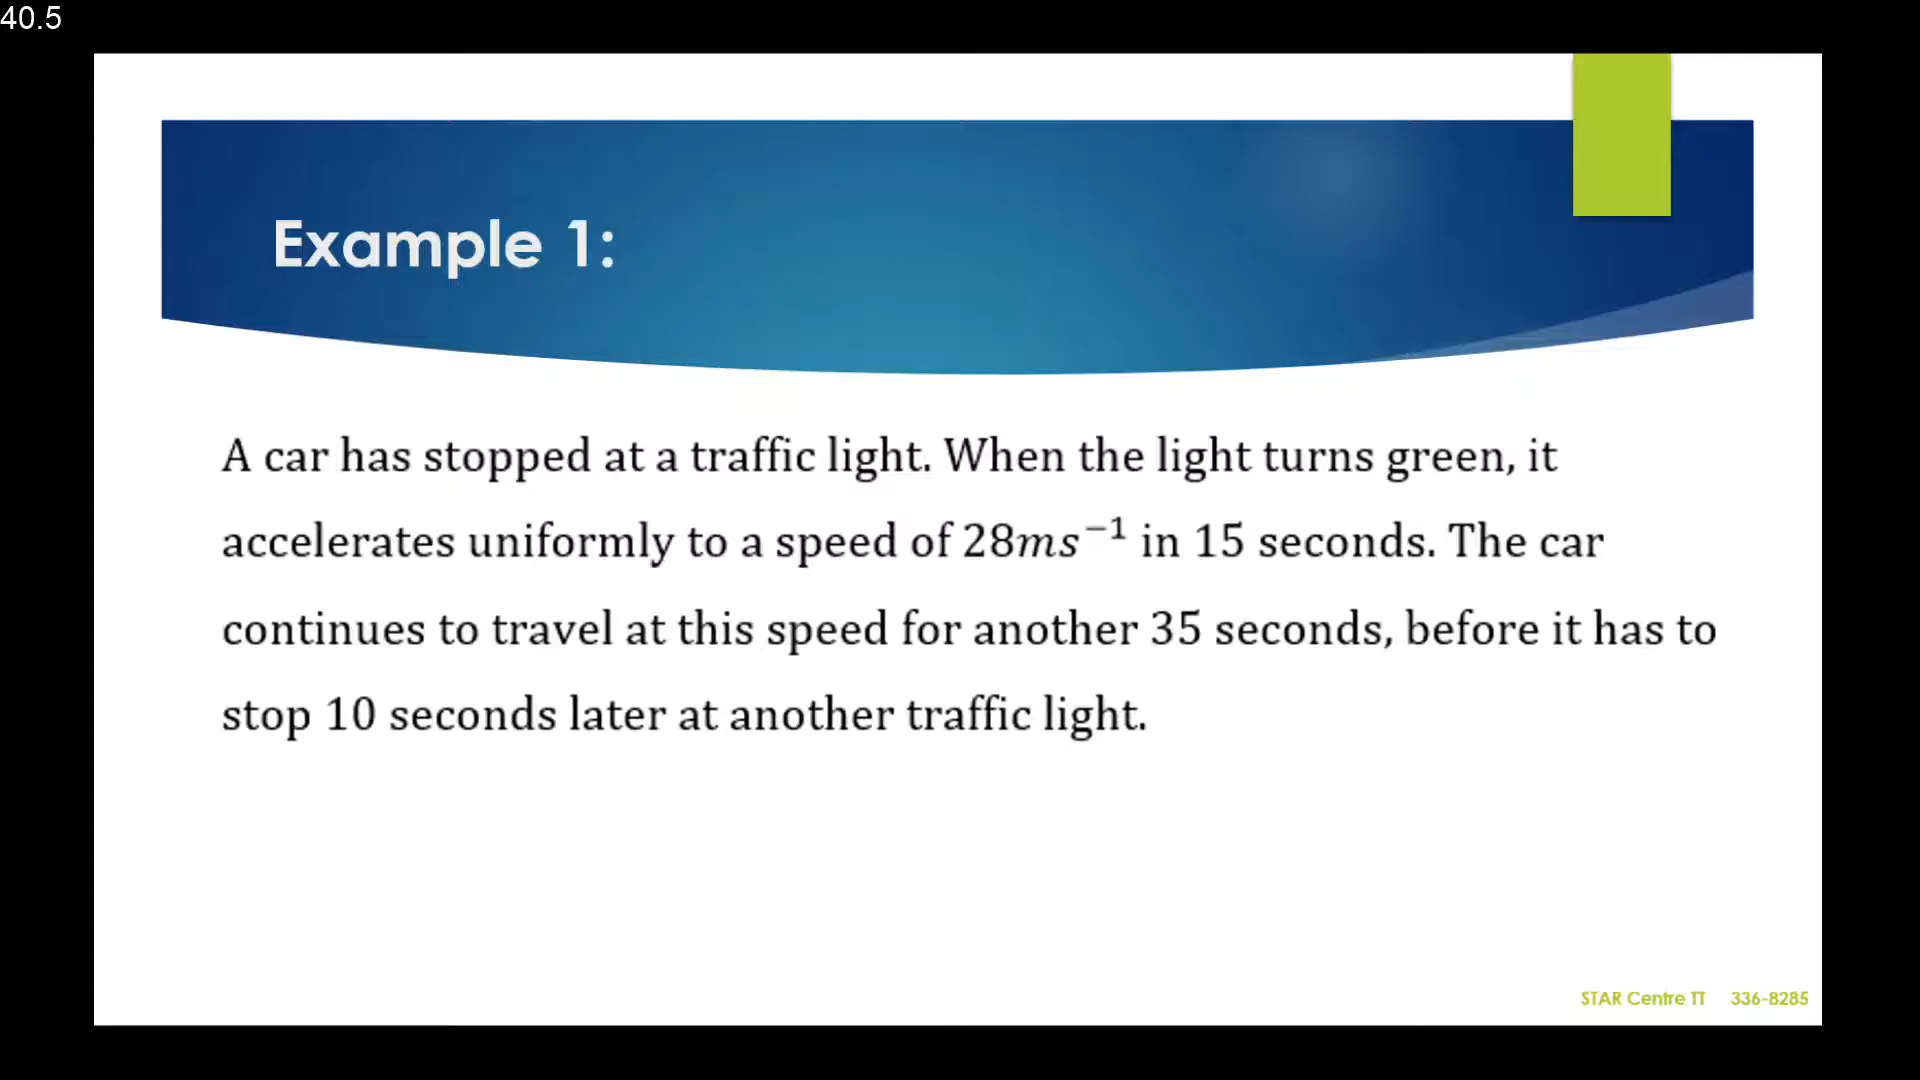 40.5
Example 1:
A car has stopped at a traffic light. When the light turns green, it
accelerates uniformly to a speed of 28ms⁻¹ in 15 seconds. The car
continues to travel at this speed for another 35 seconds, before it has to
stop 10 seconds later at another traffic light.
STAR Centre TT 336-8285